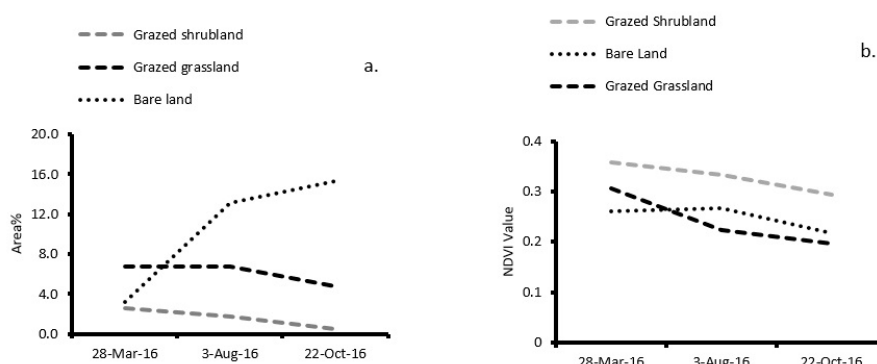 Grazed shrubland
Grazed grassland
Bare land
a.
20.0
16.0
12.0
8.0
4.0
0.0
Area%
28-Mar-16 3-Aug-16 22-Oct-16
Grazed Shrubland
Bare Land
Grazed Grassland
b.
0.4
0.3
0.2
0.1
0
NDVI Value
28-Mar-16 3-Aug-16 22-Oct-16